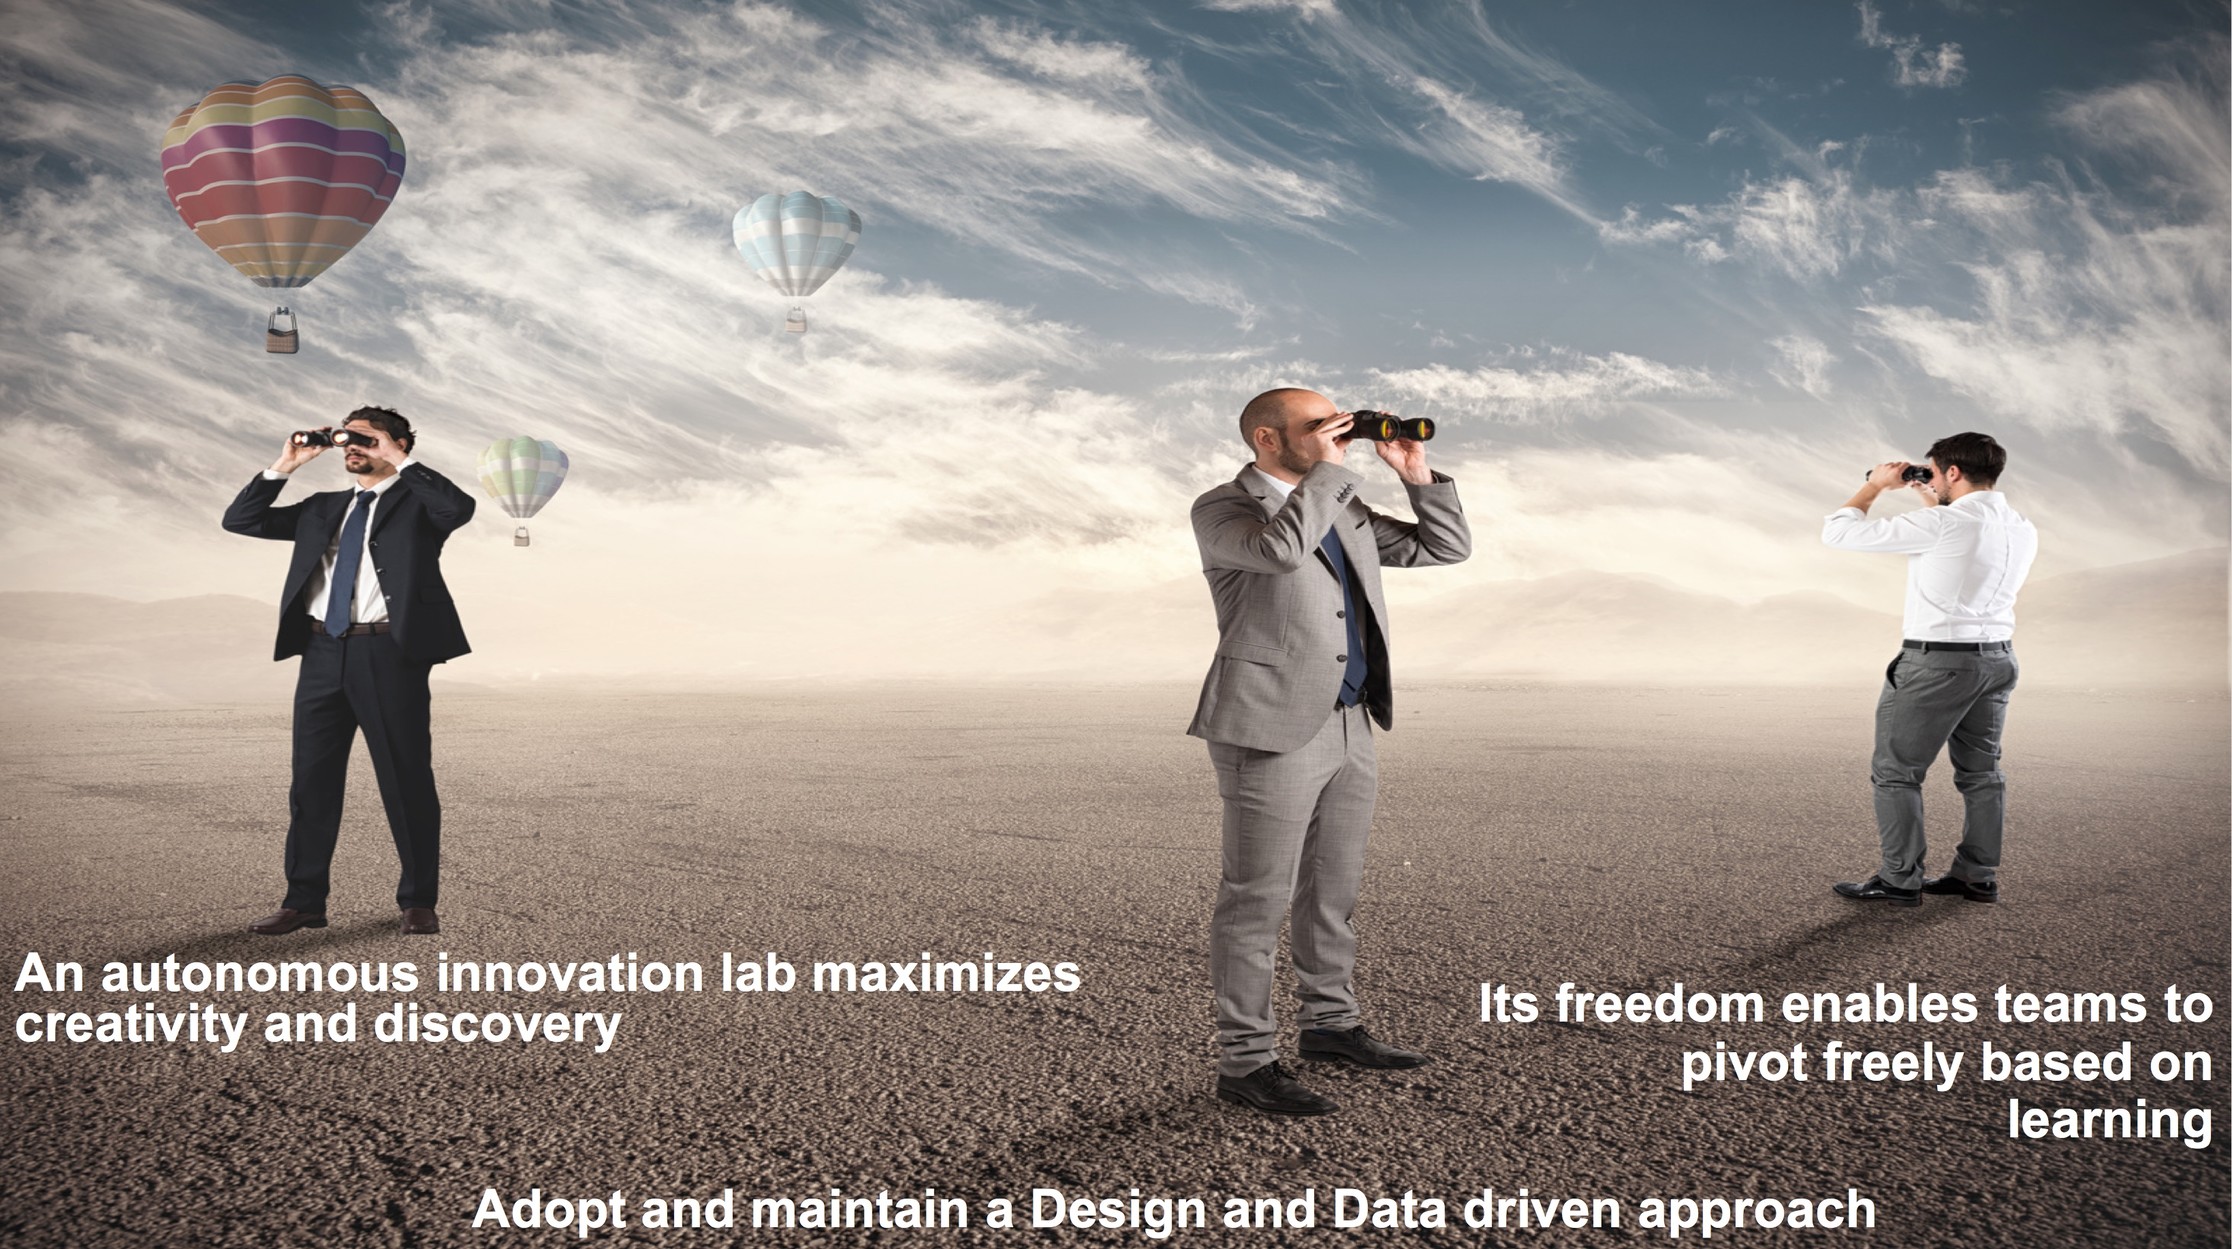 An autonomous innovation lab maximizes
creativity and discovery
Its freedom enables teams to
pivot freely based on
learning
Adopt and maintain a Design and Data driven approach